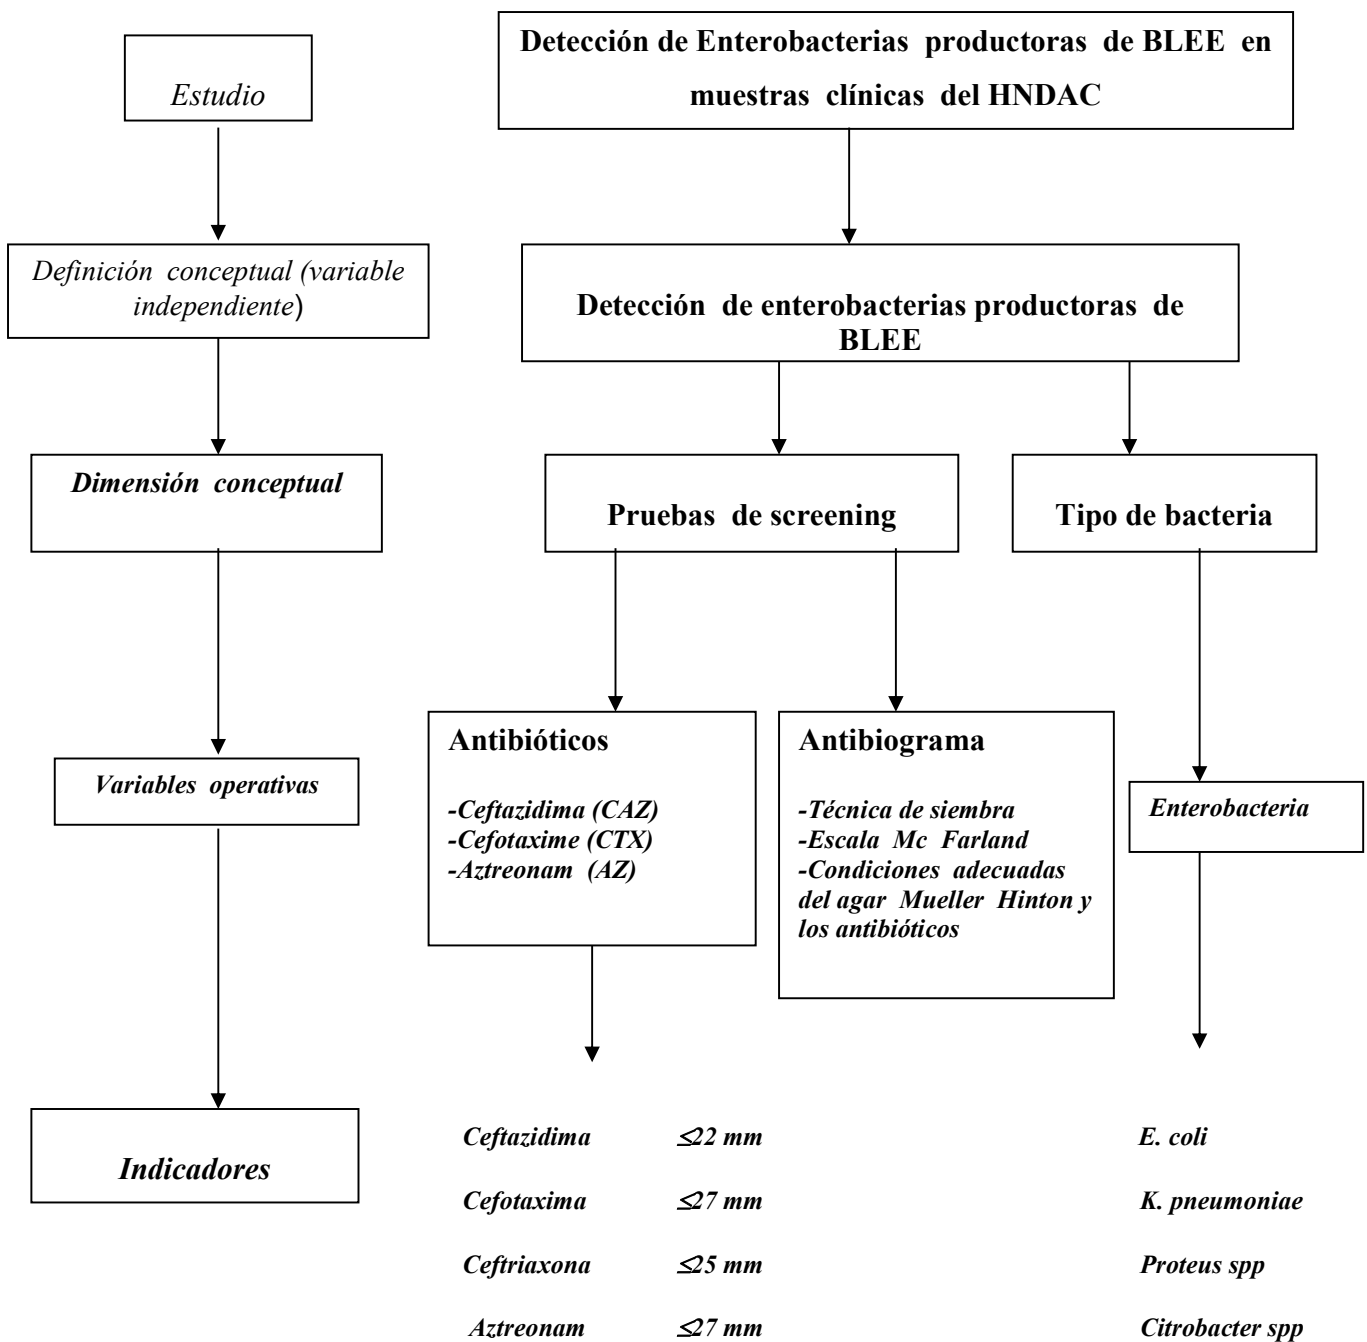 Estudio
Detección de Enterobacterias productoras de BLEE en
muestras clínicas del HNDAC
Definición conceptual (variable
independiente)
Detección de enterobacterias productoras de
BLEE
Dimensión conceptual
Pruebas de screening
Tipo de bacteria
Variables operativas
Antibióticos
-Ceftazidima (CAZ)
-Cefotaxime (CTX)
-Aztreonam (AZ)
Antibiograma
-Técnica de siembra
-Escala Mc Farland
-Condiciones adecuadas
del agar Mueller Hinton y
los antibióticos
Enterobacteria
Indicadores
Ceftazidima ≤22 mm
Cefotaxima ≤27 mm
Ceftriaxona ≤25 mm
Aztreonam ≤27 mm
E. coli
K. pneumoniae
Proteus spp
Citrobacter spp